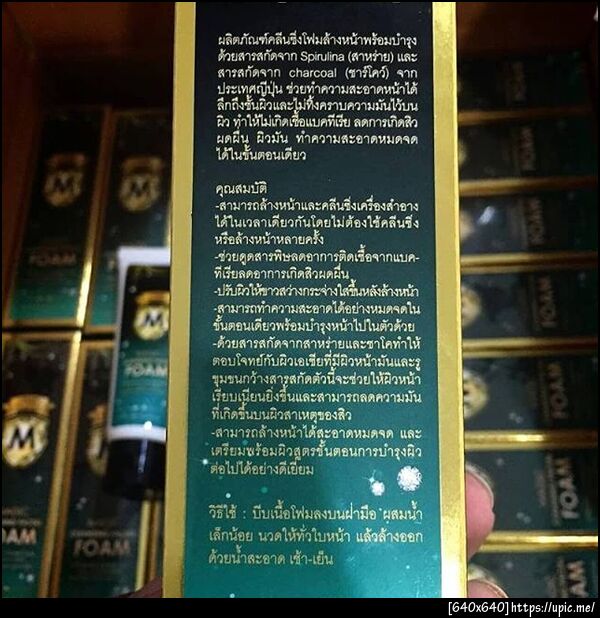 ผลิตภัณฑ์คลีนซิ่งโฟมล้างหน้าพร้อมบำรุง
ด้วยสารสกัดจาก Spirulina (สาหร่าย) และ
สารสกัดจาก charcoal (ชาร์โคว์) จาก
ประเทศญี่ปุ่น ช่วยทำความสะอาดหน้าได้
ลึกถึงชั้นผิวและไม่ทิ้งคราบความมันไว้บน
ผิว ทำให้ไม่เกิดเชื้อแบคทีเรีย ลดการเกิดสิว
ผดผื่น ผิวมัน ทำความสะอาดหมดจด
ได้ในขั้นตอนเดียว
คุณสมบัติ
-สามารถล้างหน้าและคลีนซิ่งเครื่องสำอาง
ได้ในเวลาเดียวกันโดยไม่ต้องใช้คลีนซิ่ง
หรือล้างหน้าหลายครั้ง
-ช่วยดูดสารพิษลดอาการติดเชื้อจากแบค-
ทีเรียลดอาการเกิดสิวผดผื่น
-ปรับผิวให้ขาวสว่างกระจ่างใสขึ้นหลังล้างหน้า
-สามารถทำความสะอาดได้อย่างหมดจดใน
ขั้นตอนเดียวพร้อมบำรุงหน้าไปในตัวด้วย
-ด้วยสารสกัดจากสาหร่ายและชาโคทำให้
ตอบโจทย์กับผิวเอเชียที่มีผิวหน้ามันและรู
ขุมขนกว้างสารสกัดตัวนี้จะช่วยให้ผิวหน้า
เรียบเนียนยิ่งขึ้นและสามารถลดความมัน
ที่เกิดขึ้นบนผิวสาเหตุของสิว
-สามารถล้างหน้าได้สะอาดหมดจด และ
เตรียมพร้อมผิวสู่ขั้นตอนการบำรุงผิว
ต่อไปได้อย่างดีเยี่ยม
วิธีใช้ : บีบเนื้อโฟมลงบนฝ่ามือ ผสมน้ำ
เล็กน้อย นวดให้ทั่วใบหน้า แล้วล้างออก
ด้วยน้ำสะอาด เช้า-เย็น
M
FOAM
M
FOAM
M
FOAM
FOAM
FOAM
FOAM
[640x640]https://upic.me/